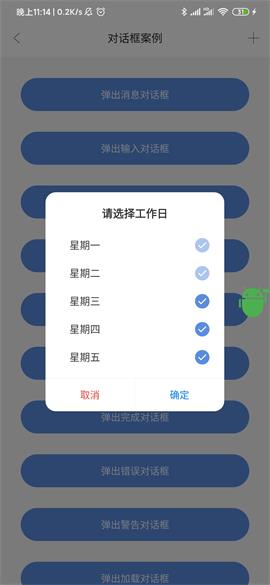 晚上11:14 | 0.2K/s
51
对话框案例
弹出消息对话框
弹出输入对话框
请选择工作日
星期一
星期二
星期三
星期四
星期五
取消
确定
弹出完成对话框
弹出错误对话框
弹出警告对话框
弹出加载对话框